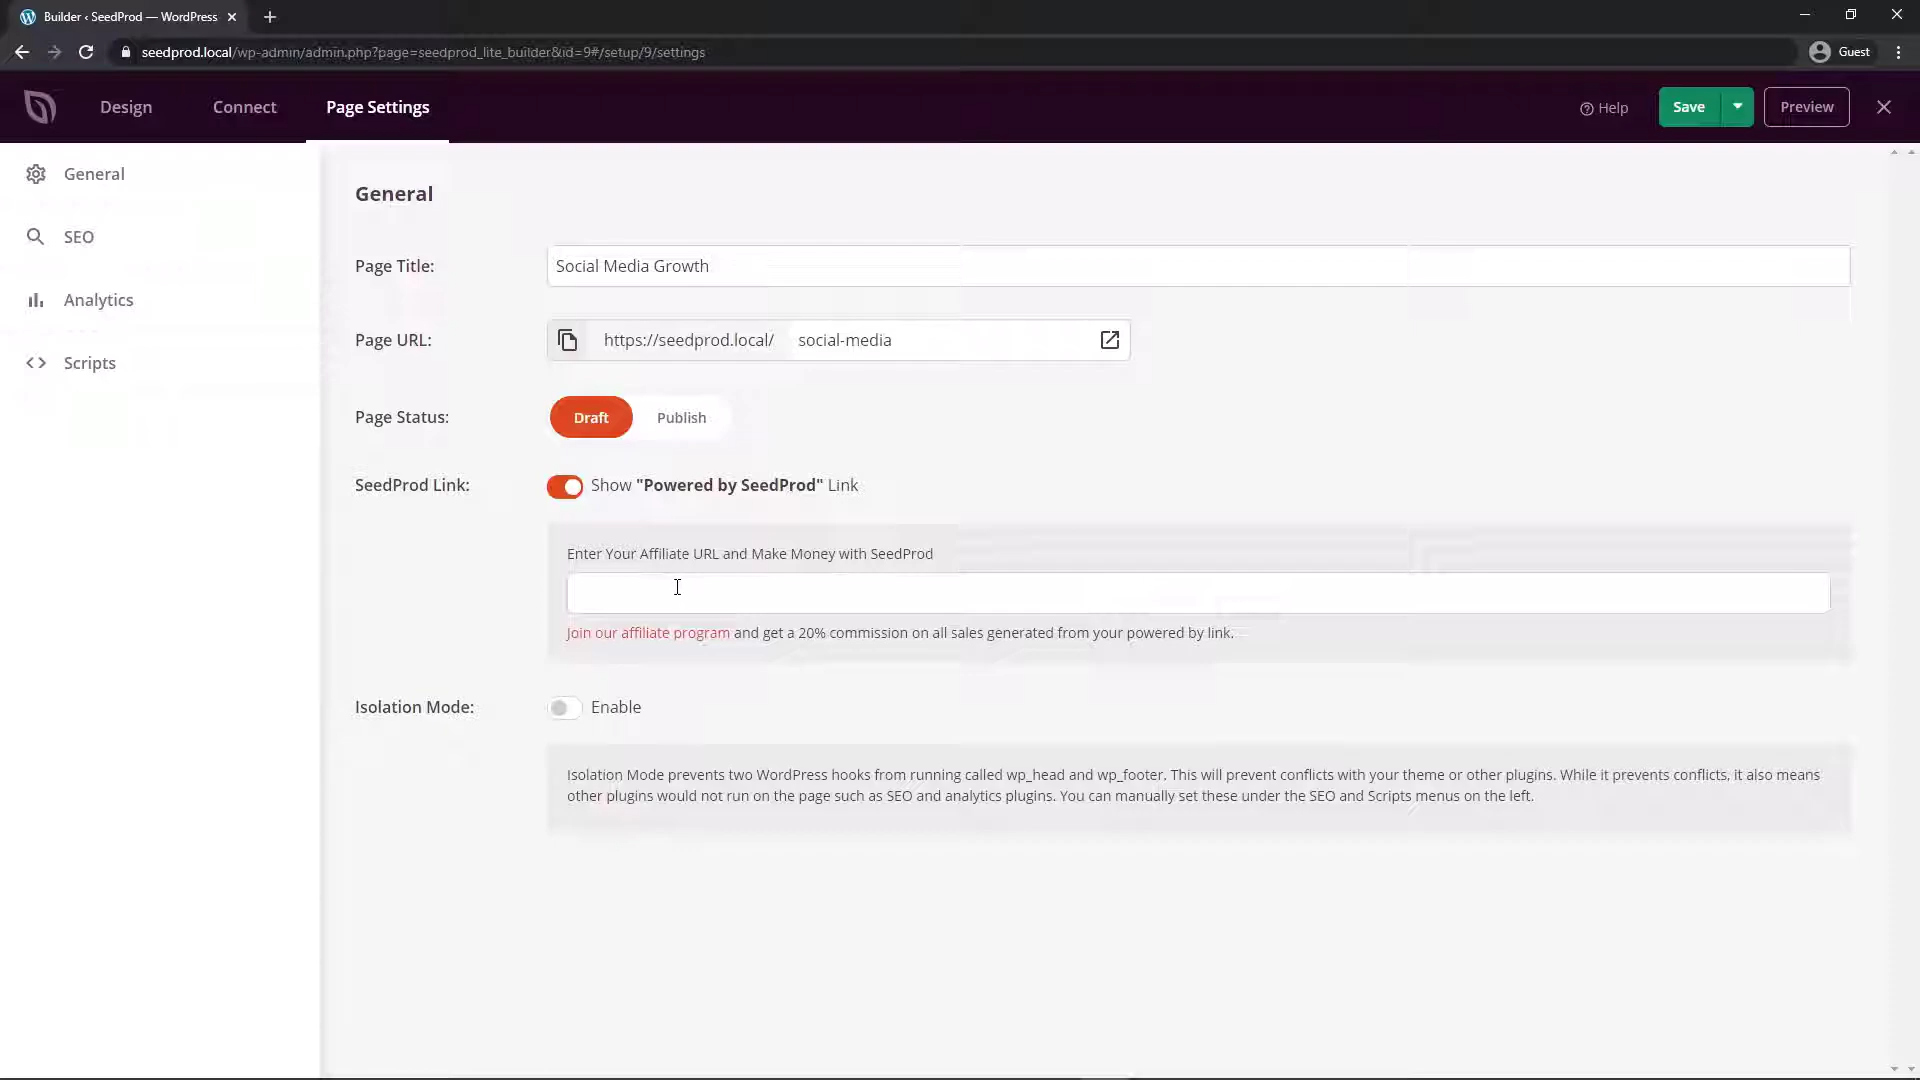 Builder ‹ SeedProd — WordPress
seedprod.local/wp-admin/admin.php?page=seedprod_lite_builder&id=9#/setup/9/settings
Guest
Design
Connect
Page Settings
Help
Save
Preview
General
SEO
Analytics
Scripts
General
Page Title:
Social Media Growth
Page URL:
https://seedprod.local/
social-media
Page Status:
Draft
Publish
SeedProd Link:
Show "Powered by SeedProd" Link
Enter Your Affiliate URL and Make Money with SeedProd
Join our affiliate program and get a 20% commission on all sales generated from your powered by link.
Isolation Mode:
Enable
Isolation Mode prevents two WordPress hooks from running called wp_head and wp_footer. This will prevent conflicts with your theme or other plugins. While it prevents conflicts, it also means
other plugins would not run on the page such as SEO and analytics plugins. You can manually set these under the SEO and Scripts menus on the left.